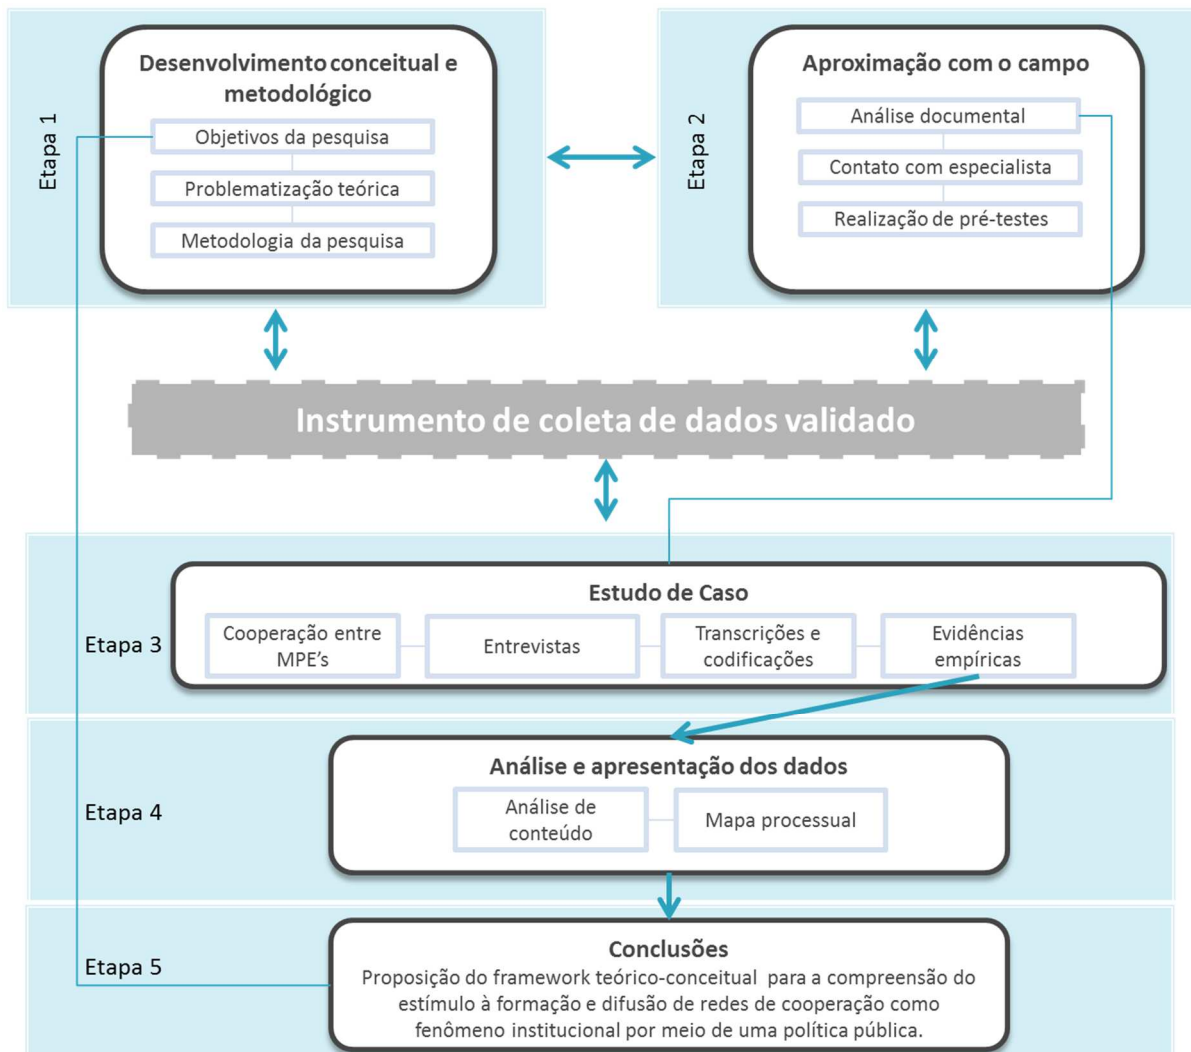 Etapa 1
Desenvolvimento conceitual e
metodológico
Objetivos da pesquisa
Problematização teórica
Metodologia da pesquisa
Etapa 2
Aproximação com o campo
Análise documental
Contato com especialista
Realização de pré-testes
Instrumento de coleta de dados validado
Etapa 3
Estudo de Caso
Cooperação entre
MPE’s
Entrevistas
Transcrições e
codificações
Evidências
empíricas
Etapa 4
Análise e apresentação dos dados
Análise de
conteúdo
Mapa processual
Etapa 5
Conclusões
Proposição do framework teórico-conceitual para a compreensão do
estímulo à formação e difusão de redes de cooperação como
fenômeno institucional por meio de uma política pública.